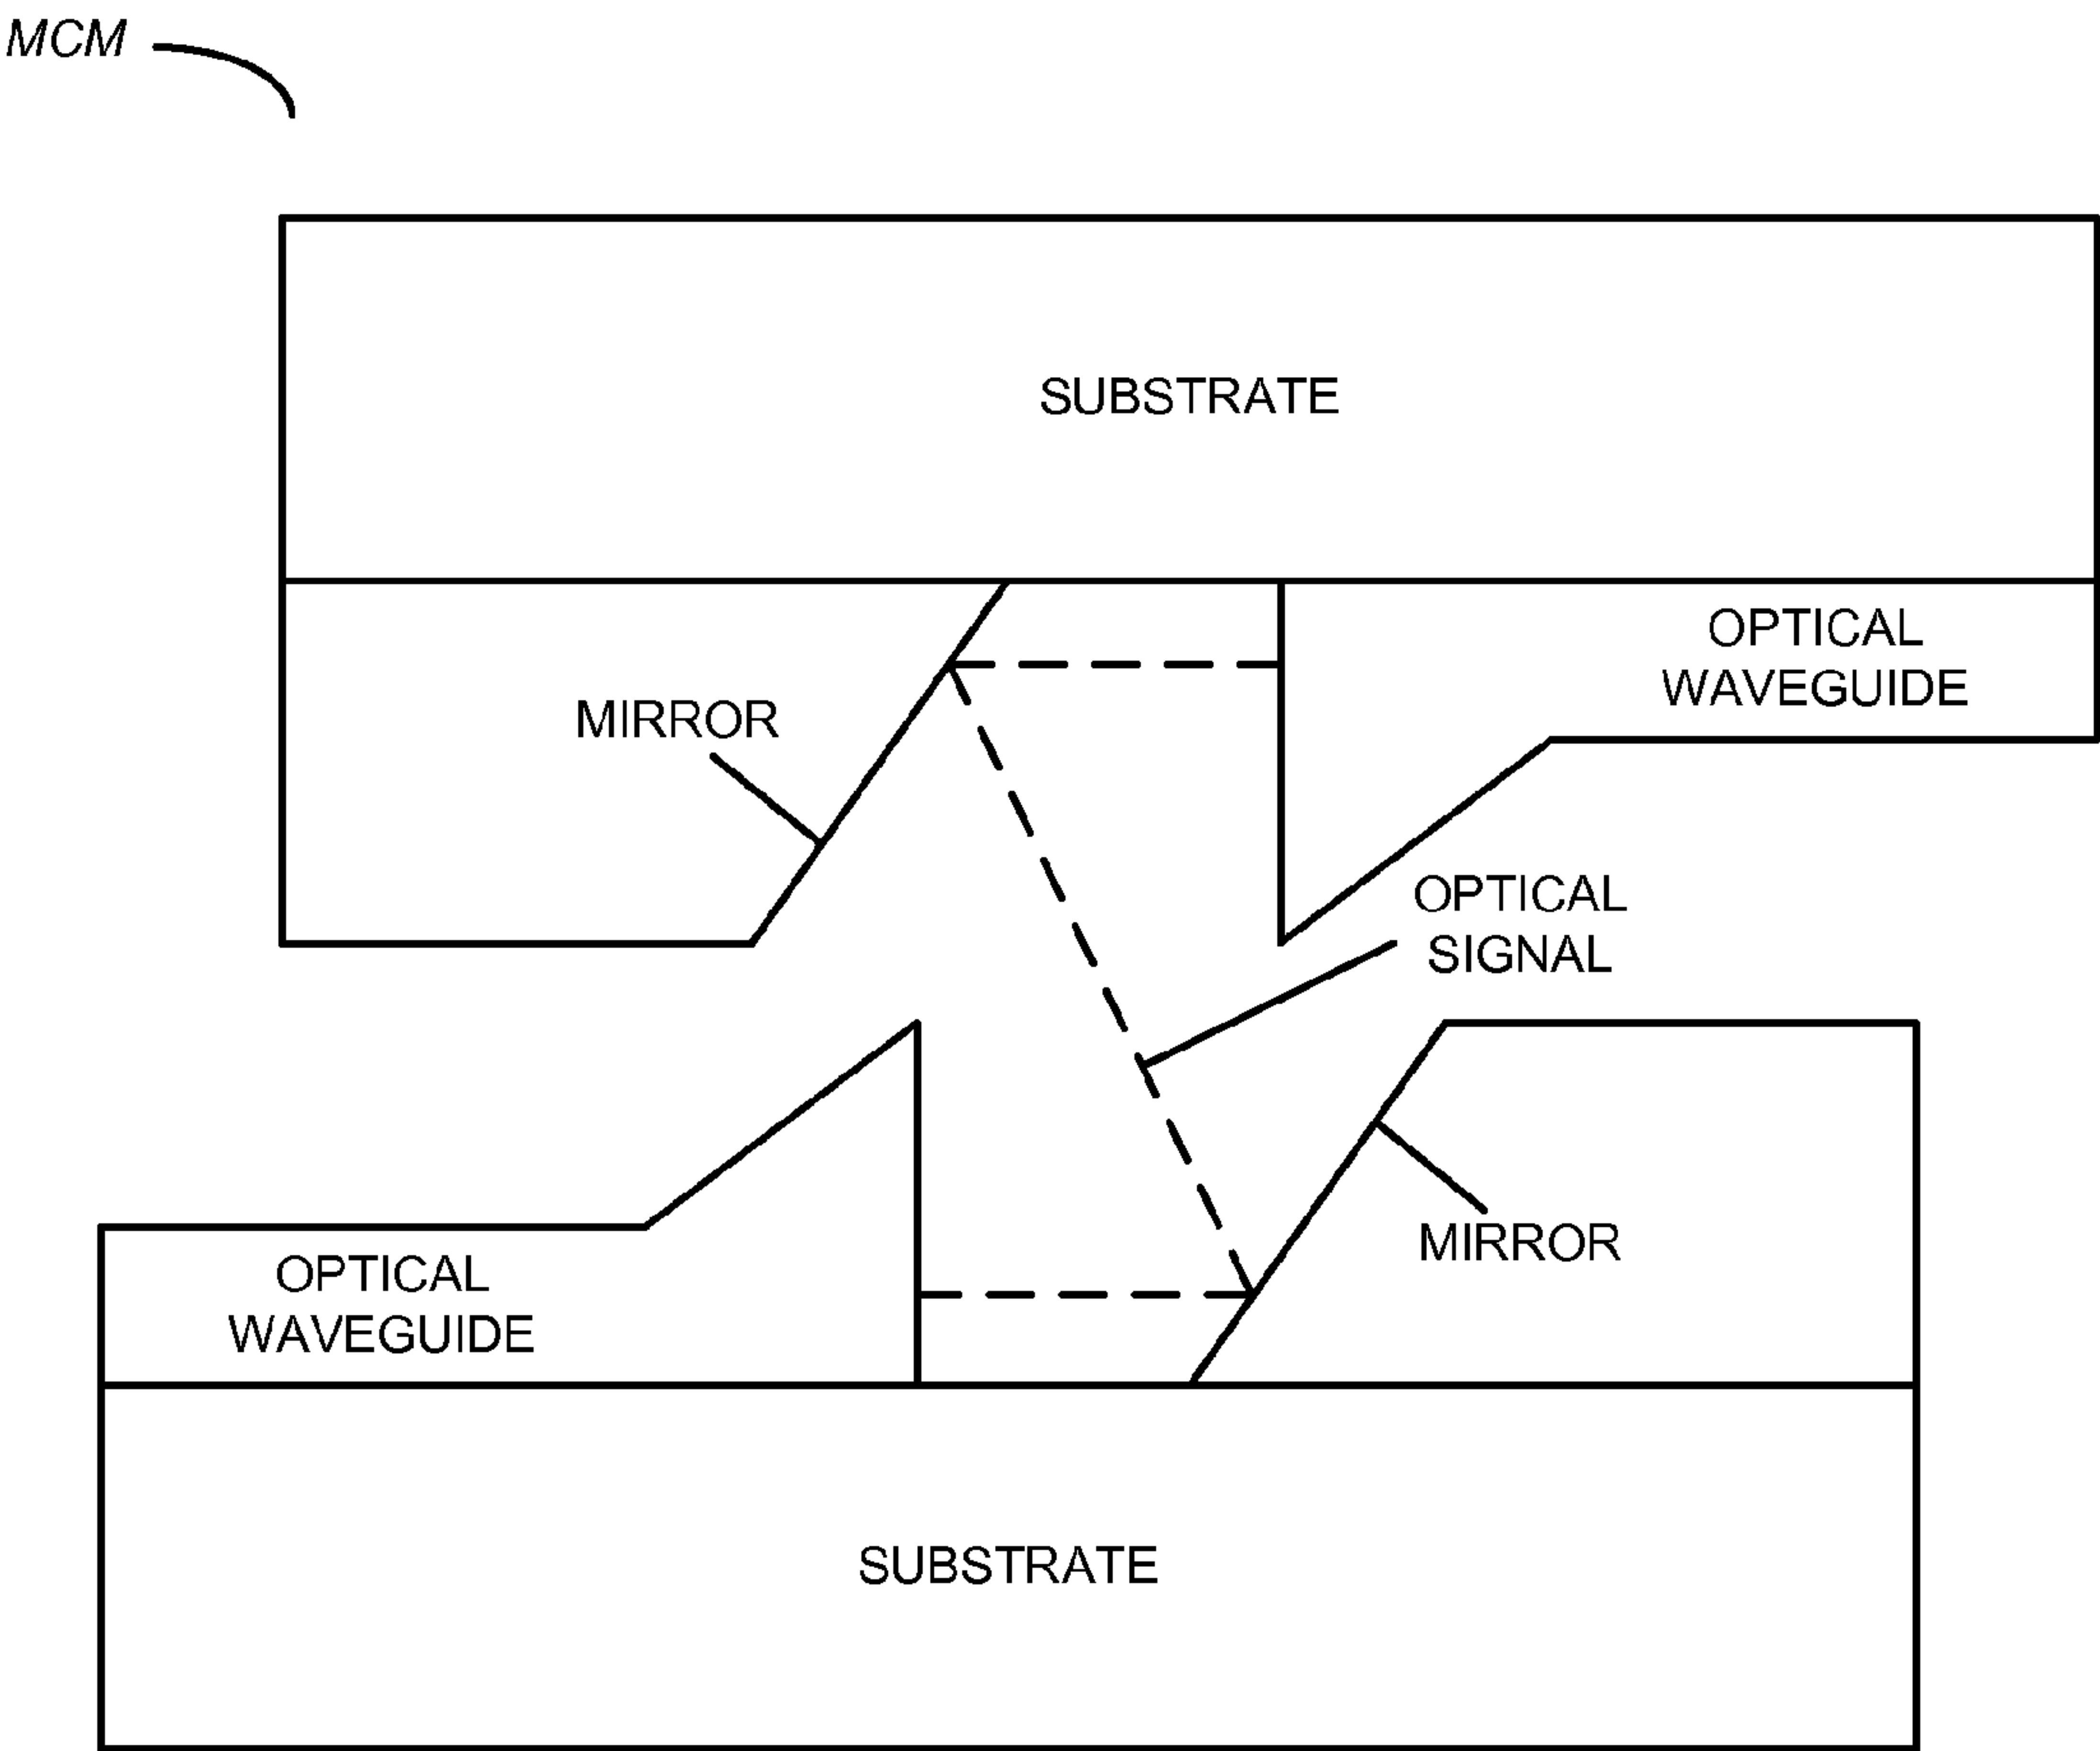 MCM
SUBSTRATE
OPTICAL
WAVEGUIDE
MIRROR
OPTICAL
SIGNAL
MIRROR
OPTICAL
WAVEGUIDE
SUBSTRATE